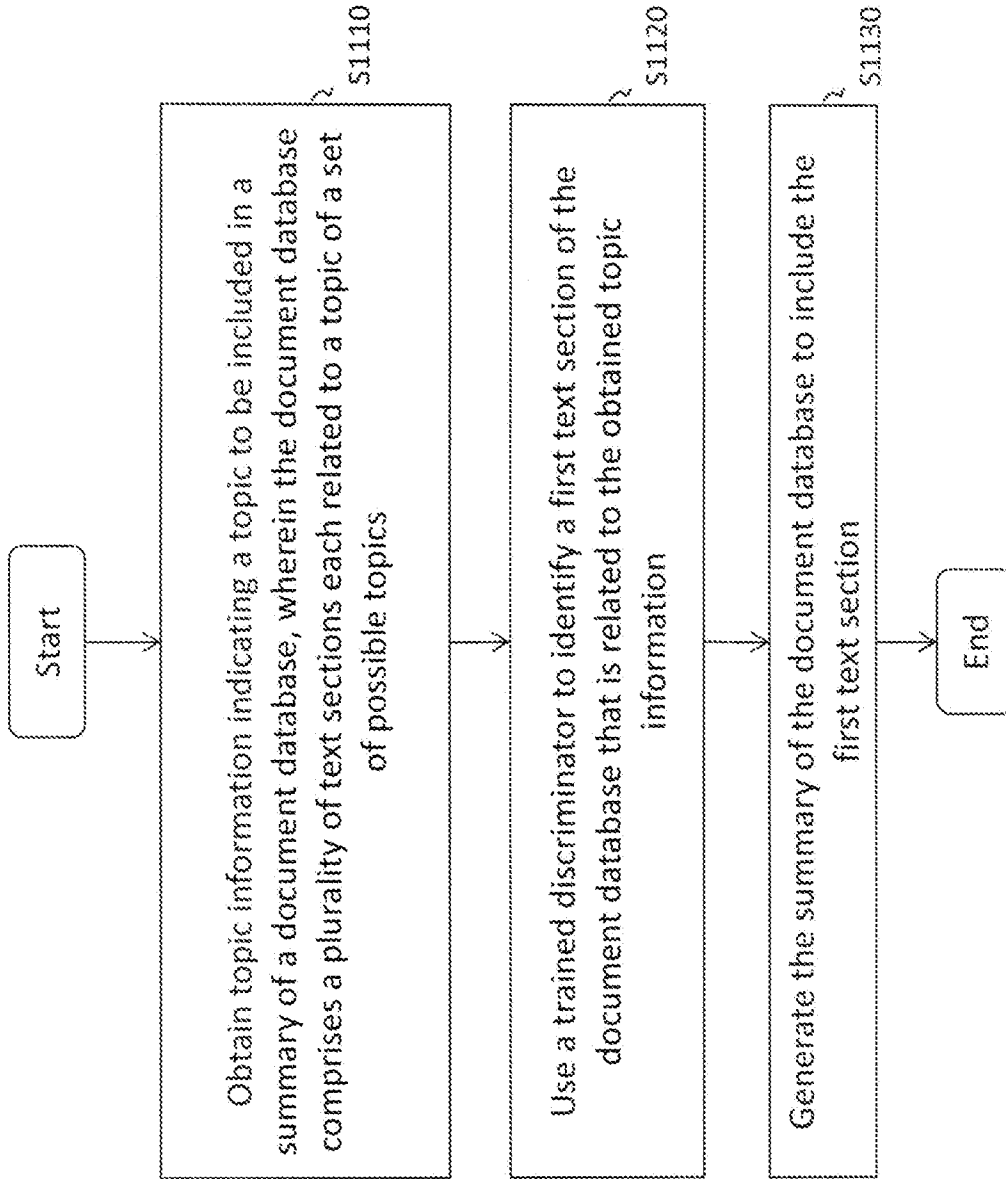 Start
Obtain topic information indicating a topic to be included in a
summary of a document database, wherein the document database
comprises a plurality of text sections each related to a topic of a set
of possible topics
S1110
Use a trained discriminator to identify a first text section of the
document database that is related to the obtained topic
information
S1120
Generate the summary of the document database to include the
first text section
S1130
End